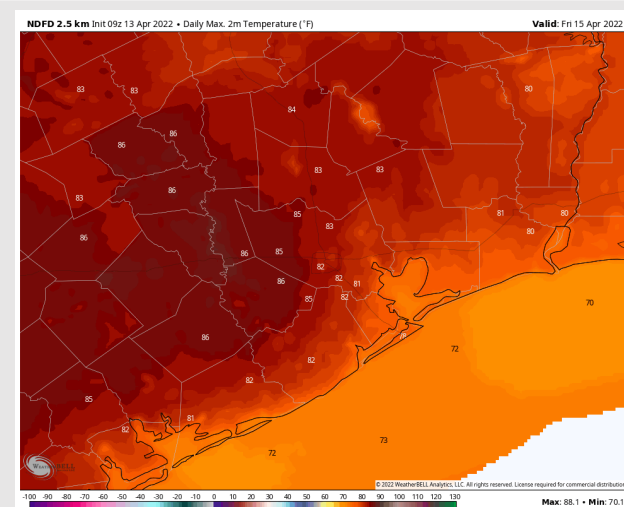 NDFD 2.5 km Init 09z 13 Apr 2022 • Daily Max. 2m Temperature (°F)
Valid: Fri 15 Apr 2022
83 83 80
84
86 86
83 83
86
83
85 81 80
83 80
86
86 85
82
86 82 81
85 82
70
86
72
82
82
85
81
82
73
72
WeatherBELL
© 2022 WeatherBELL Analytics, LLC. All rights reserved. License required for commercial distribution
-100 -90 -80 -70 -60 -50 -40 -30 -20 -10 0 10 20 30 40 50 60 70 80 90 100 110 120 130
Max: 88.1 • Min: 70.1